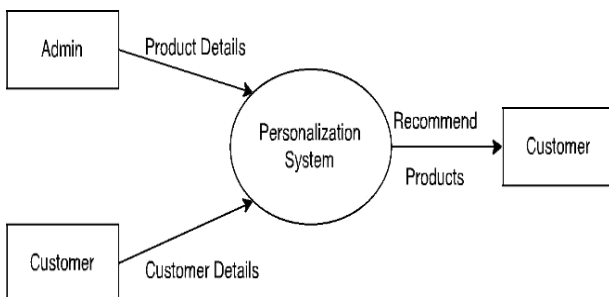 Admin
Product Details
Personalization
System
Recommend
Products
Customer
Customer
Customer Details